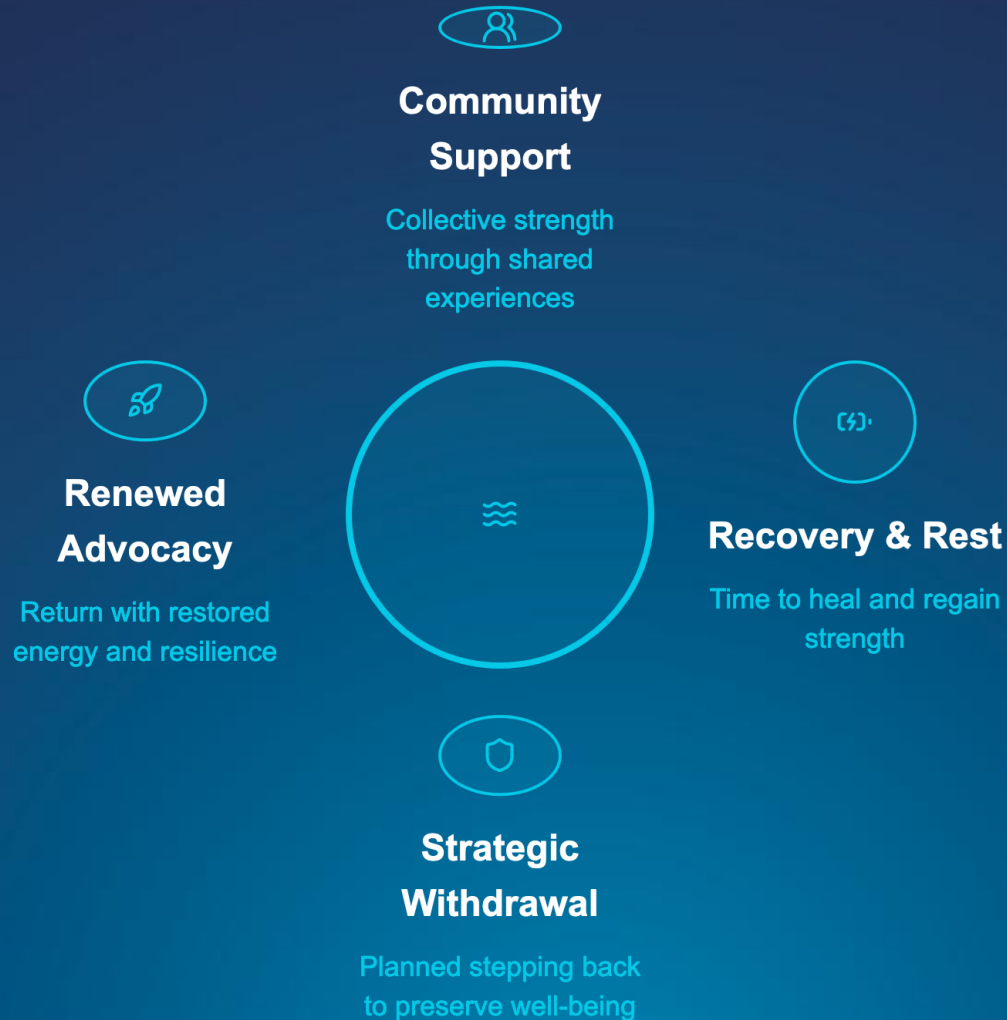 Community
Support
Collective strength
through shared
experiences
Renewed
Advocacy
Return with restored
energy and resilience
Recovery & Rest
Time to heal and regain
strength
Strategic
Withdrawal
Planned stepping back
to preserve well-being